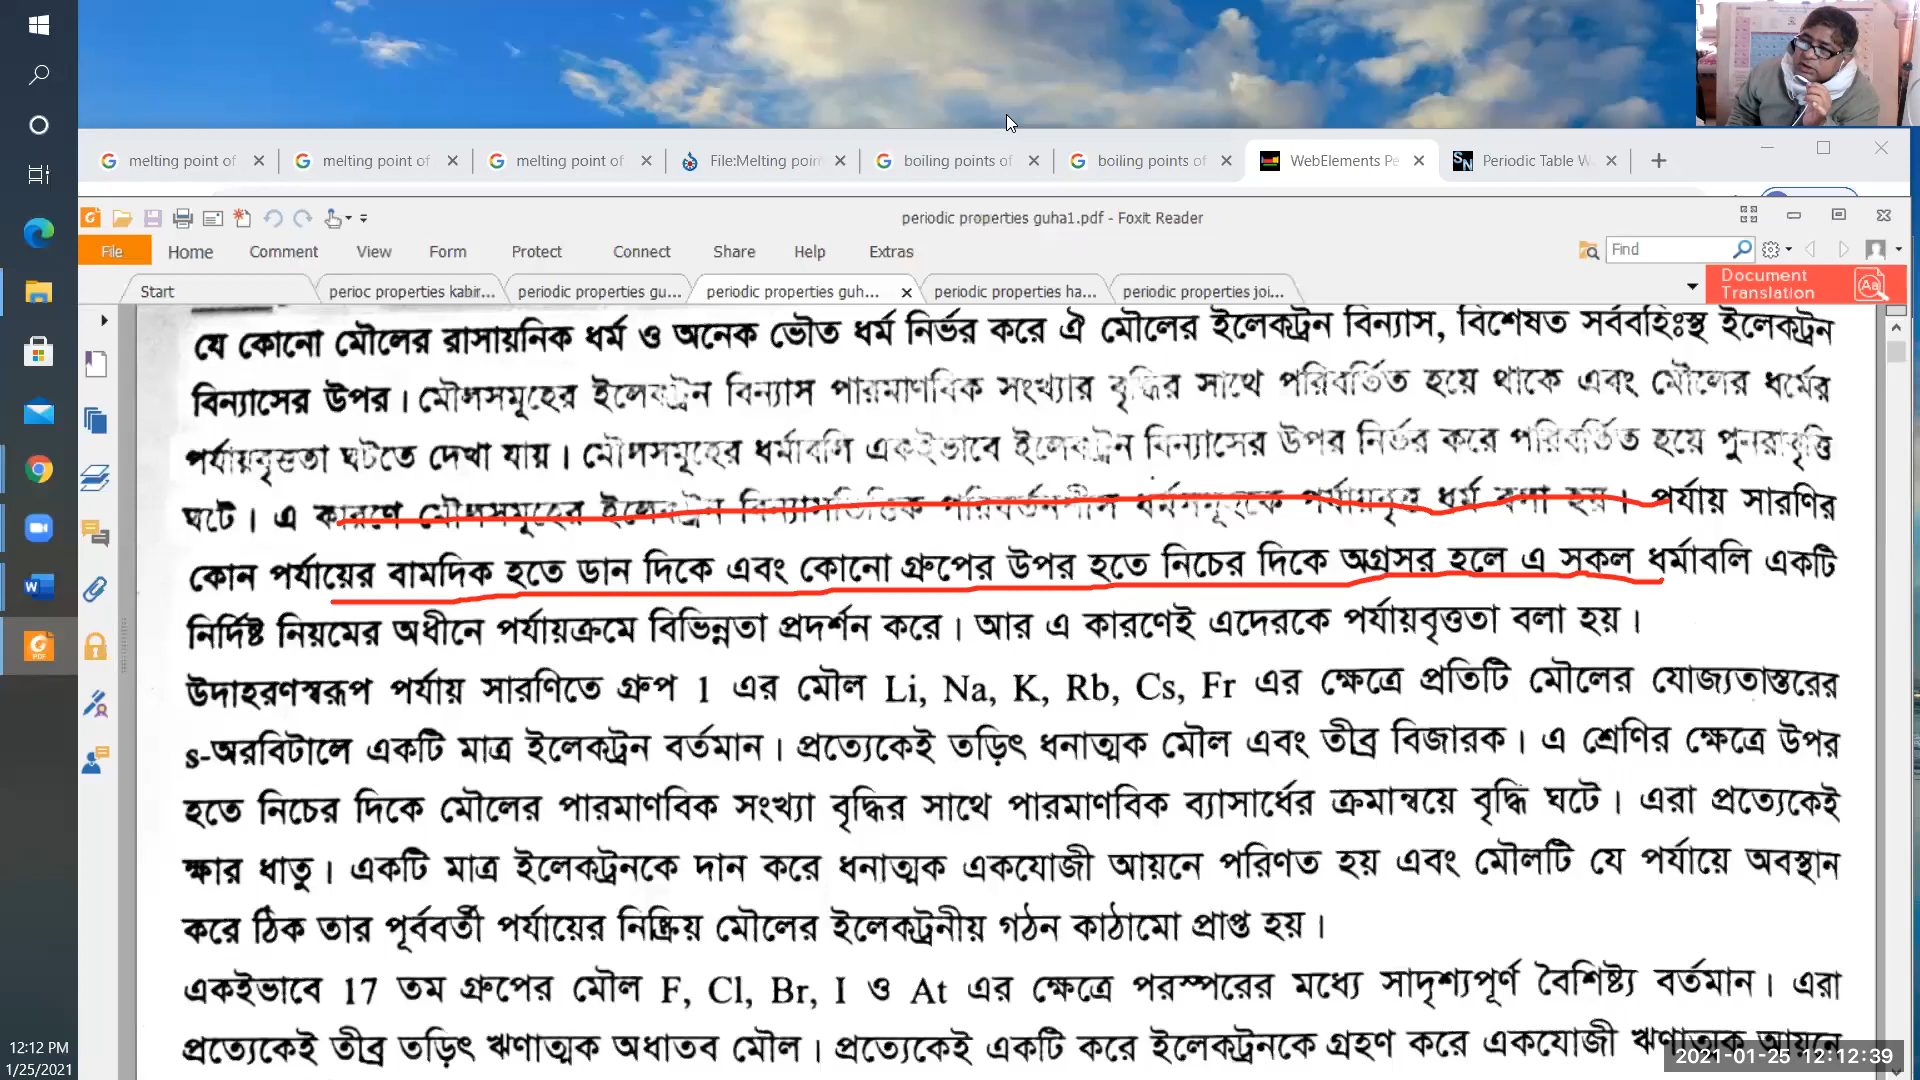 melting point of
melting point of
melting point of
File:Melting poin
boiling points of
boiling points of
WebElements Pe
Periodic Table W
periodic properties guha1.pdf - Foxit Reader
File Home Comment View Form Protect Connect Share Help Extras
Find
Start
perioc properties kabir...
periodic properties gu...
periodic properties guh...
periodic properties ha...
periodic properties joi...
Document
Translation
যে কোনো মৌলের রাসায়নিক ধর্ম ও অনেক ভৌত ধর্ম নির্ভর করে ঐ মৌলের ইলেকট্রন বিন্যাস, বিশেষত সর্ববহিঃস্থ ইলেকট্রন
বিন্যাসের উপর। মৌলসমূহের ইলেকট্রন বিন্যাস পারমাণবিক সংখ্যার বৃদ্ধির সাথে পরিবর্তিত হয়ে থাকে এবং মৌলের ধর্মের
পর্যায়বৃত্ততা ঘটতে দেখা যায়। মৌলসমূহের ধর্মাবলি একইভাবে ইলেকট্রন বিন্যাসের উপর নির্ভর করে পরিবর্তিত হয়ে পুনরাবৃত্তি
ঘটে। এ কারণে মৌলসমূহের ইলেকট্রন বিন্যাসভিত্তিক পরিবর্তনশীল ধর্মসমূহকে পর্যায়বৃত্ত ধর্ম বলা হয়। পর্যায় সারণির
কোন পর্যায়ের বামদিক হতে ডান দিকে এবং কোনো গ্রুপের উপর হতে নিচের দিকে অগ্রসর হলে এ সকল ধর্মাবলি একটি
নির্দিষ্ট নিয়মের অধীনে পর্যায়ক্রমে বিভিন্নতা প্রদর্শন করে। আর এ কারণেই এদেরকে পর্যায়বৃত্ততা বলা হয়।
উদাহরণস্বরূপ পর্যায় সারণিতে গ্রুপ 1 এর মৌল Li, Na, K, Rb, Cs, Fr এর ক্ষেত্রে প্রতিটি মৌলের যোজ্যতাস্তরের
s-অরবিটালে একটি মাত্র ইলেকট্রন বর্তমান। প্রত্যেকেই তড়িৎ ধনাত্মক মৌল এবং তীব্র বিজারক। এ শ্রেণির ক্ষেত্রে উপর
হতে নিচের দিকে মৌলের পারমাণবিক সংখ্যা বৃদ্ধির সাথে পারমাণবিক ব্যাসার্ধের ক্রমান্বয়ে বৃদ্ধি ঘটে। এরা প্রত্যেকেই
ক্ষার ধাতু। একটি মাত্র ইলেকট্রনকে দান করে ধনাত্মক একযোজী আয়নে পরিণত হয় এবং মৌলটি যে পর্যায়ে অবস্থান
করে ঠিক তার পূর্ববর্তী পর্যায়ের নিষ্ক্রিয় মৌলের ইলেকট্রনীয় গঠন কাঠামো প্রাপ্ত হয়।
একইভাবে 17 তম গ্রুপের মৌল F, Cl, Br, I ও At এর ক্ষেত্রে পরস্পরের মধ্যে সাদৃশ্যপূর্ণ বৈশিষ্ট্য বর্তমান। এরা
প্রত্যেকেই তীব্র তড়িৎ ঋণাত্মক অধাতব মৌল। প্রত্যেকেই একটি করে ইলেকট্রনকে গ্রহণ করে একযোজী ঋণাত্মক আয়নে
12:12 PM
1/25/2021
2021-01-25 12:12:39